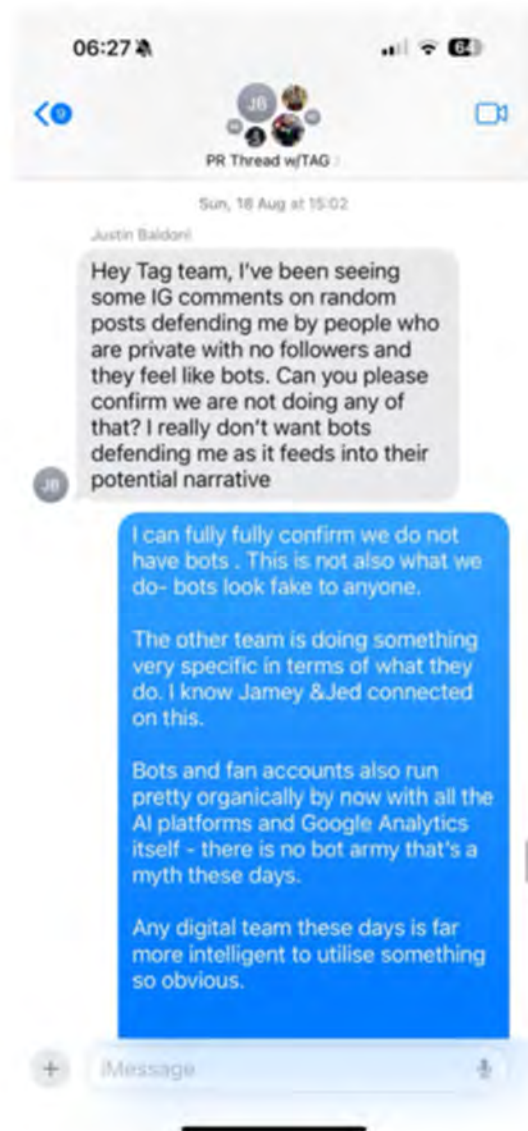 06:27
64
9
JB
PR Thread w/TAG
Sun, 18 Aug at 15:02
Justin Baldoni
Hey Tag team, I've been seeing
some IG comments on random
posts defending me by people who
are private with no followers and
they feel like bots. Can you please
confirm we are not doing any of
that? I really don't want bots
defending me as it feeds into their
potential narrative
JB
I can fully fully confirm we do not
have bots . This is not also what we
do- bots look fake to anyone.
The other team is doing something
very specific in terms of what they
do. I know Jamey &Jed connected
on this.
Bots and fan accounts also run
pretty organically by now with all the
AI platforms and Google Analytics
itself - there is no bot army that's a
myth these days.
Any digital team these days is far
more intelligent to utilise something
so obvious.
iMessage